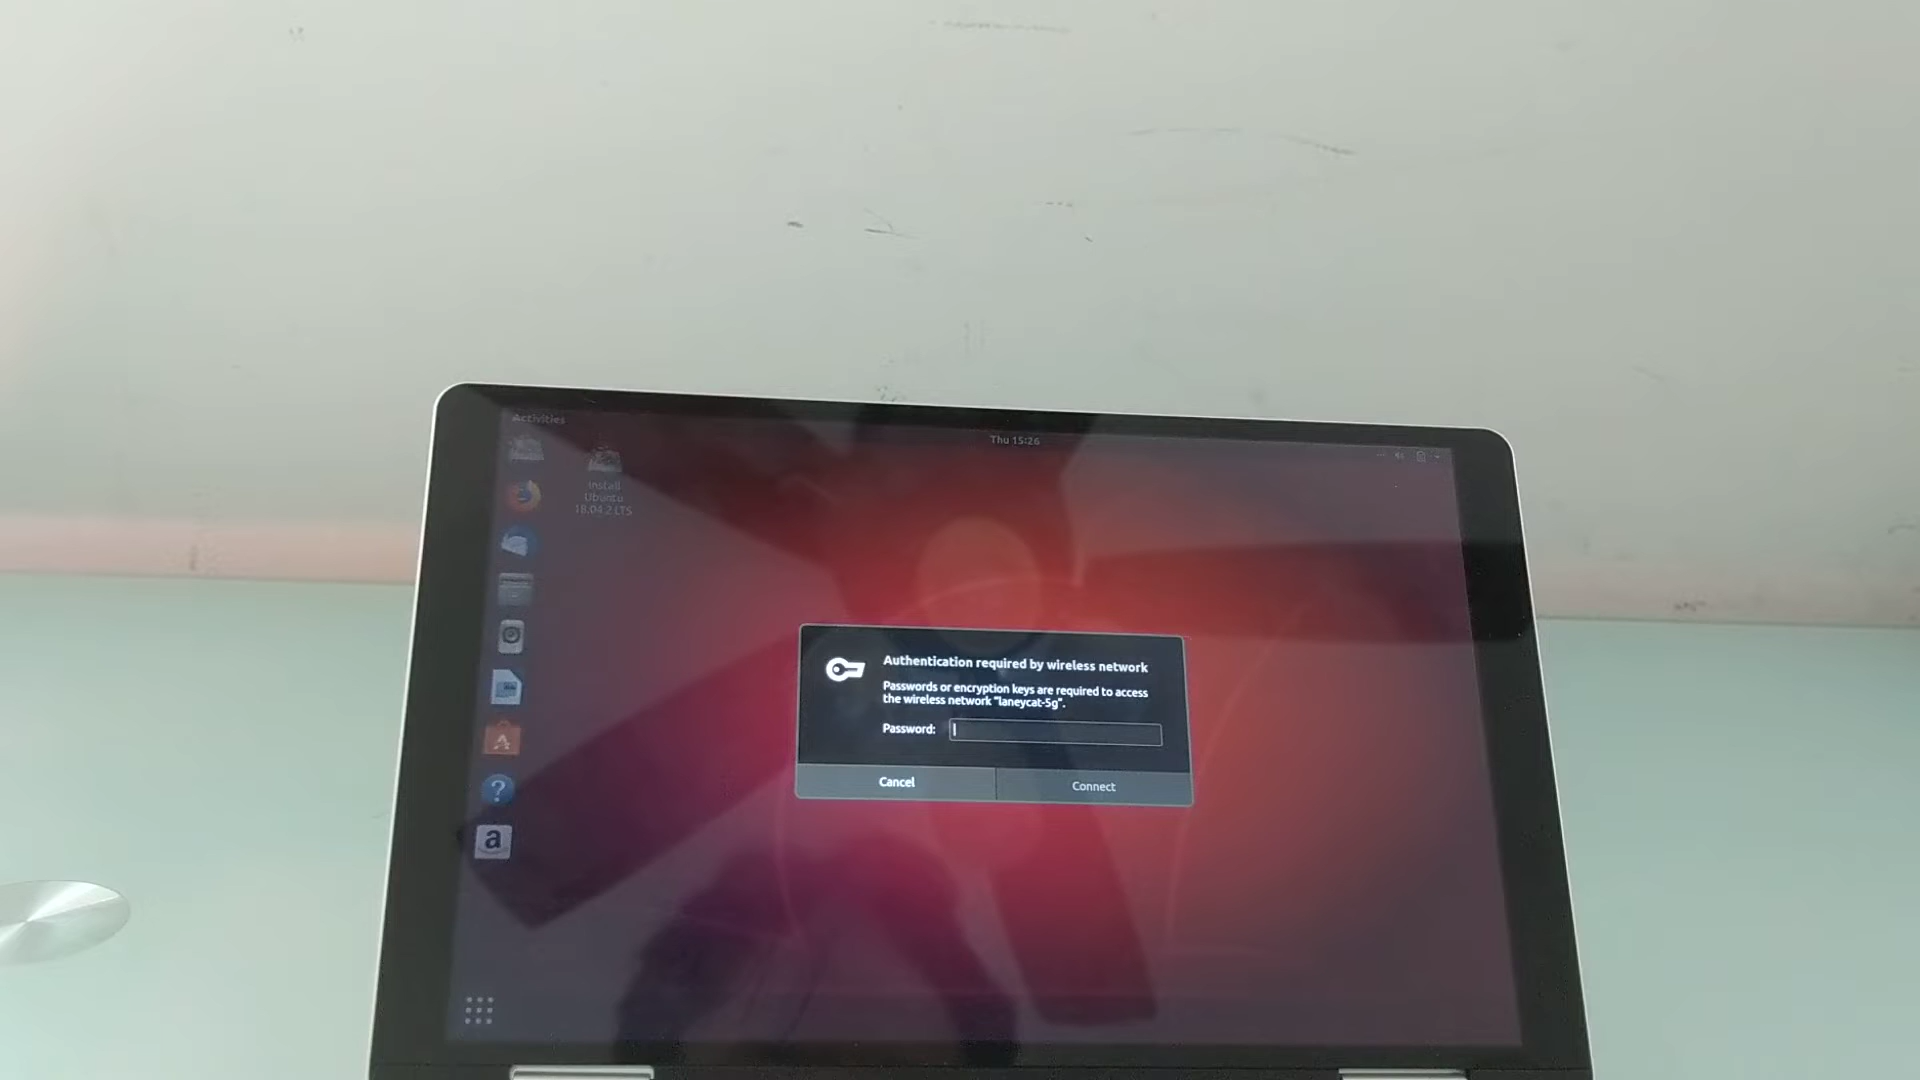 Activities
Thu 15:26
Install
Ubuntu
18.04.2 LTS
Authentication required by wireless network
Passwords or encryption keys are required to access
the wireless network "laneycat-5g".
Password:
Cancel
Connect
A
?
a